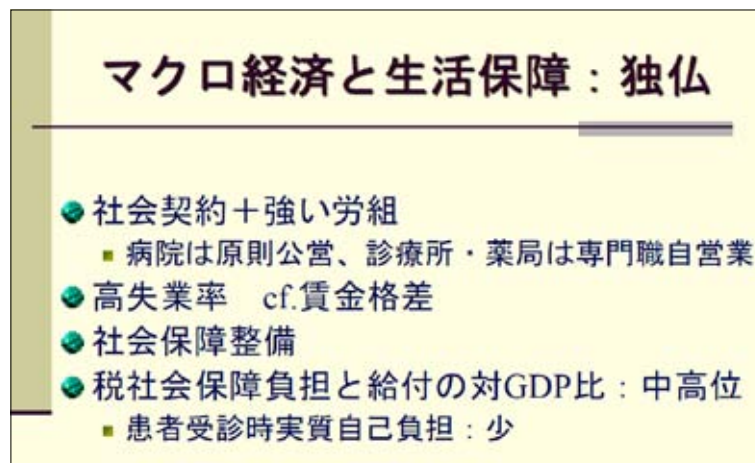 マクロ経済と生活保障：独仏
社会契約＋強い労組
病院は原則公営、診療所・薬局は専門職自営業
高失業率　cf.賃金格差
社会保障整備
税社会保障負担と給付の対GDP比：中高位
患者受診時実質自己負担：少